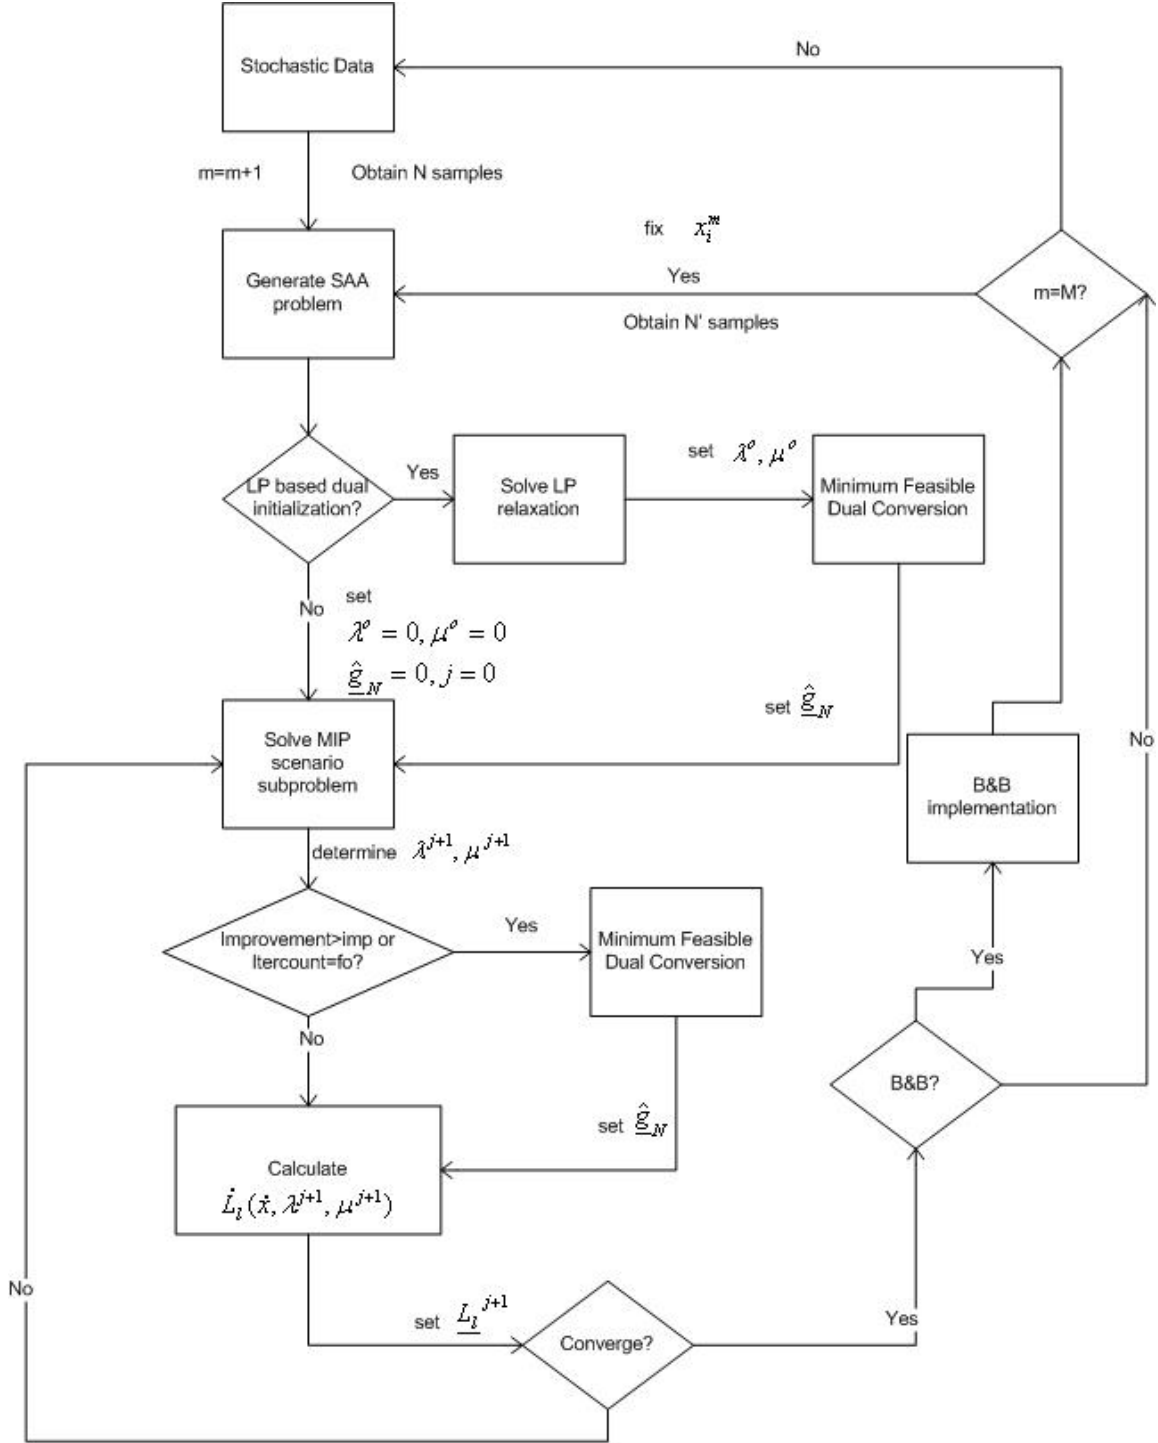 No
Stochastic Data
m=m+1
Obtain N samples
fix x_i^m
Generate SAA
problem
Yes
m=M?
Obtain N' samples
LP based dual
initialization?
Yes
Solve LP
relaxation
set λ^o, μ^o
Minimum Feasible
Dual Conversion
No
set
λ^o = 0, μ^o = 0
ĝ_N = 0, j = 0
set ĝ_N
Solve MIP
scenario
subproblem
No
B&B
implementation
determine λ^{j+1}, μ^{j+1}
Improvement>imp or
Itercount=fo?
Yes
Minimum Feasible
Dual Conversion
Yes
No
B&B?
set ĝ_N
Calculate
L̇_l(ẋ, λ^{j+1}, μ^{j+1})
No
set L_l^{j+1}
Converge?
Yes